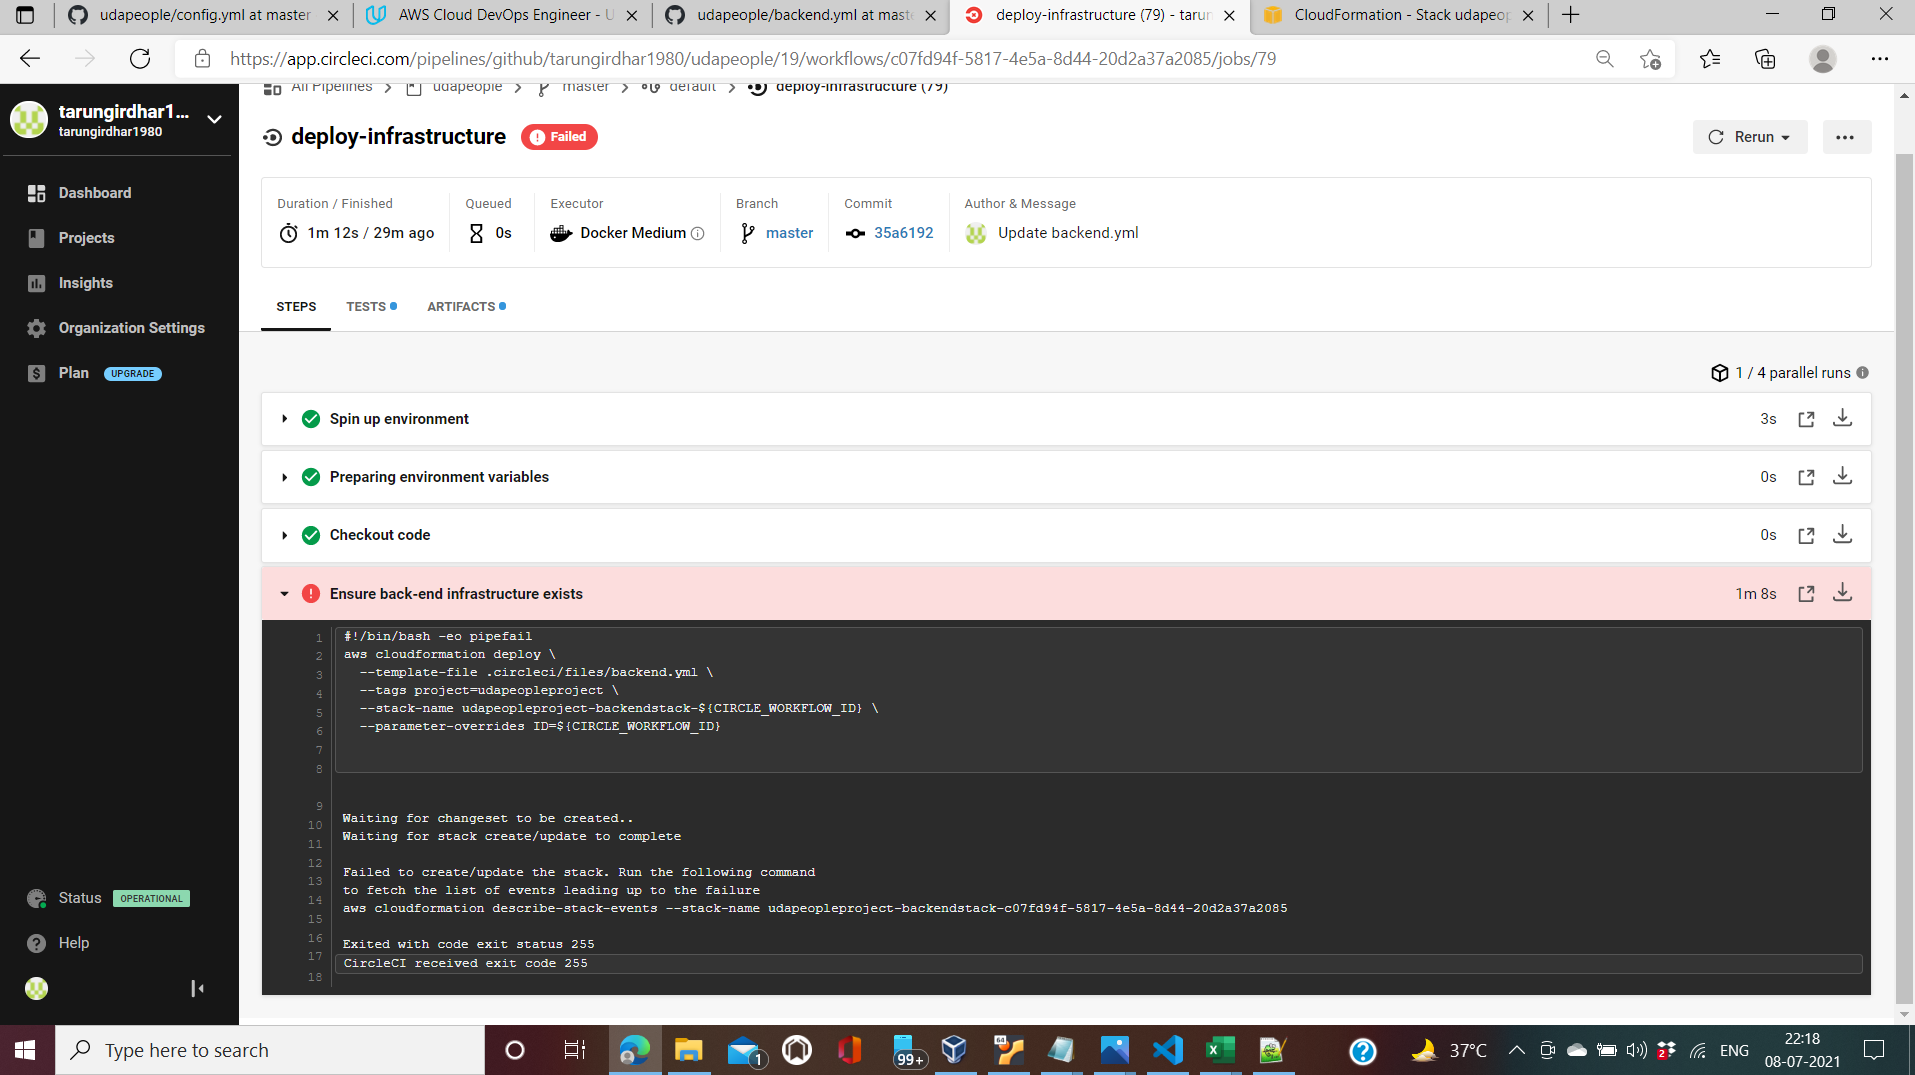 udapeople/config.yml at master
AWS Cloud DevOps Engineer - U
udapeople/backend.yml at maste
deploy-infrastructure (79) - tarun
CloudFormation - Stack udapeop
https://app.circleci.com/pipelines/github/tarungirdhar1980/udapeople/19/workflows/c07fd94f-5817-4e5a-8d44-20d2a37a2085/jobs/79
tarungirdhar1...
tarungirdhar1980
Dashboard
Projects
Insights
Organization Settings
Plan UPGRADE
Status OPERATIONAL
Help
All Pipelines
udapeople
master
default
deploy-infrastructure (79)
deploy-infrastructure
Failed
Rerun
Duration / Finished
1m 12s / 29m ago
Queued
0s
Executor
Docker Medium
Branch
master
Commit
35a6192
Author & Message
Update backend.yml
STEPS
TESTS
ARTIFACTS
1 / 4 parallel runs
Spin up environment 3s
Preparing environment variables 0s
Checkout code 0s
Ensure back-end infrastructure exists 1m 8s
1
2
3
4
5
6
7
8
9
10
11
12
13
14
15
16
17
18
#!/bin/bash -eo pipefail
aws cloudformation deploy \
--template-file .circleci/files/backend.yml \
--tags project=udapeopleproject \
--stack-name udapeopleproject-backendstack-${CIRCLE_WORKFLOW_ID} \
--parameter-overrides ID=${CIRCLE_WORKFLOW_ID}
Waiting for changeset to be created..
Waiting for stack create/update to complete
Failed to create/update the stack. Run the following command
to fetch the list of events leading up to the failure
aws cloudformation describe-stack-events --stack-name udapeopleproject-backendstack-c07fd94f-5817-4e5a-8d44-20d2a37a2085
Exited with code exit status 255
CircleCI received exit code 255
Type here to search
1
99+
64
37°C
2
ENG
22:18
08-07-2021